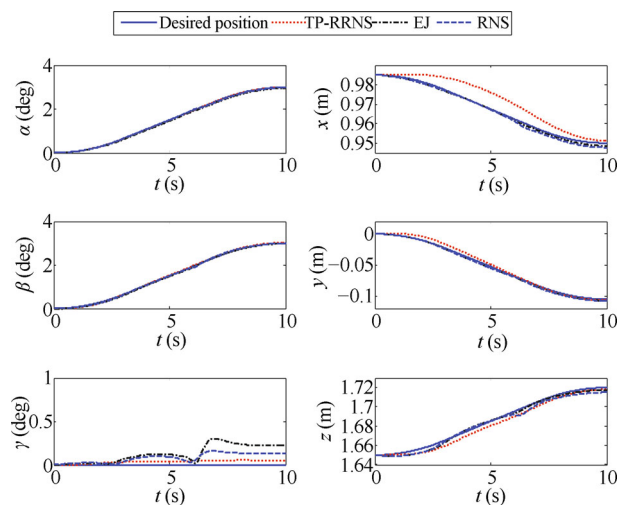 Desired position TP-RRNS EJ RNS
α (deg)
4
2
0
0 5 10
t (s)
x (m)
0.98
0.97
0.96
0.95
0 5 10
t (s)
β (deg)
4
2
0
0 5 10
t (s)
y (m)
0
−0.05
−0.1
0 5 10
t (s)
γ (deg)
1
0.5
0
0 5 10
t (s)
z (m)
1.72
1.7
1.68
1.66
1.64
0 5 10
t (s)